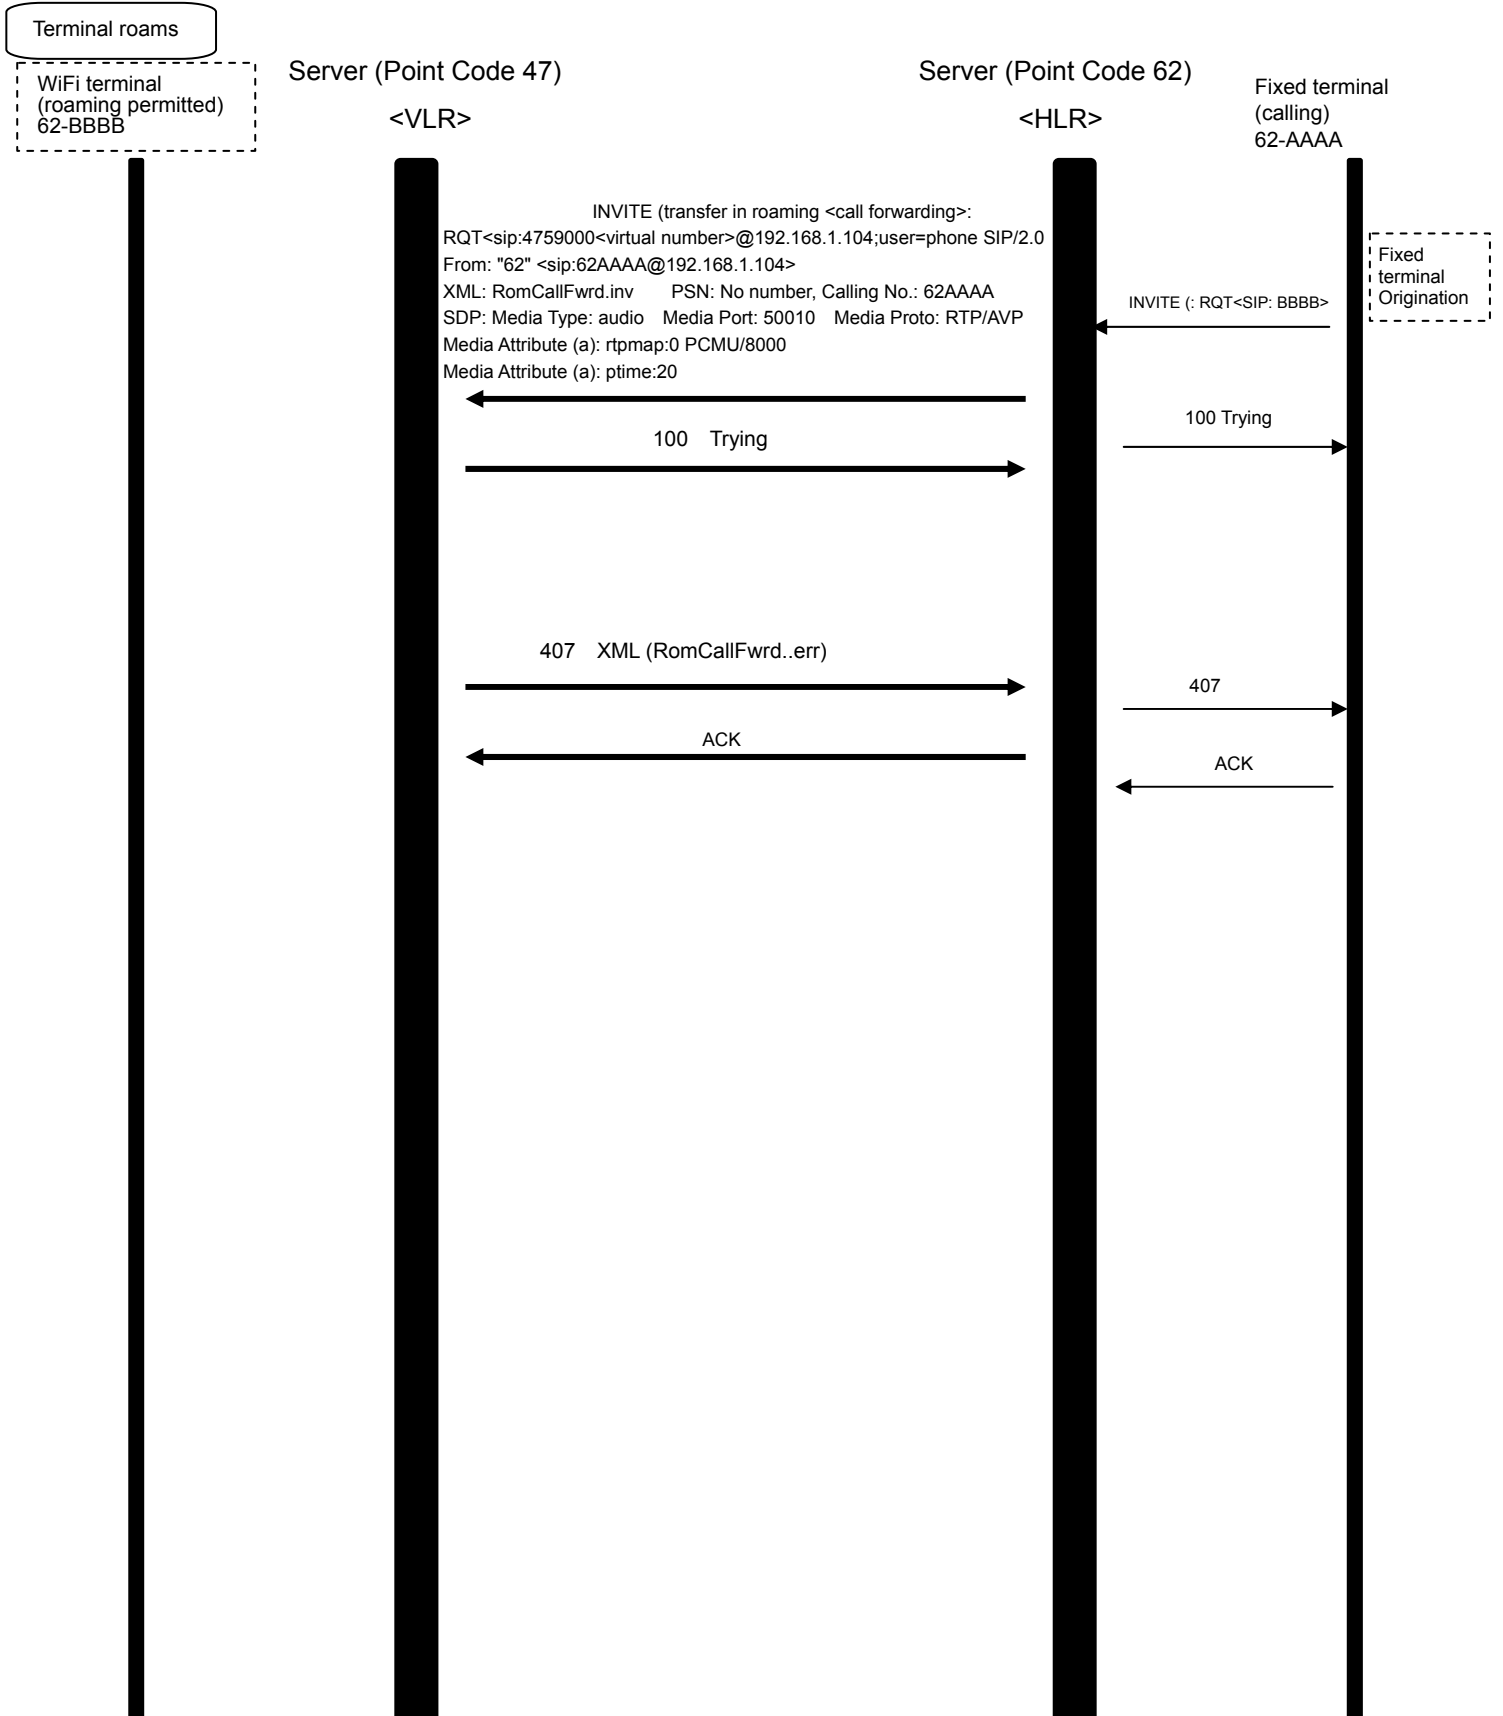 Terminal roams
WiFi terminal
(roaming permitted)
62-BBBB
Server (Point Code 47)
<VLR>
Server (Point Code 62)
<HLR>
Fixed terminal
(calling)
62-AAAA
INVITE (transfer in roaming <call forwarding>:
RQT<sip:4759000<virtual number>@192.168.1.104;user=phone SIP/2.0
From: "62" <sip:62AAAA@192.168.1.104>
XML: RomCallFwrd.inv PSN: No number, Calling No.: 62AAAA
SDP: Media Type: audio Media Port: 50010 Media Proto: RTP/AVP
Media Attribute (a): rtpmap:0 PCMU/8000
Media Attribute (a): ptime:20
Fixed
terminal
Origination
INVITE (: RQT<SIP: BBBB>
100 Trying
100 Trying
407 XML (RomCallFwrd..err)
407
ACK
ACK